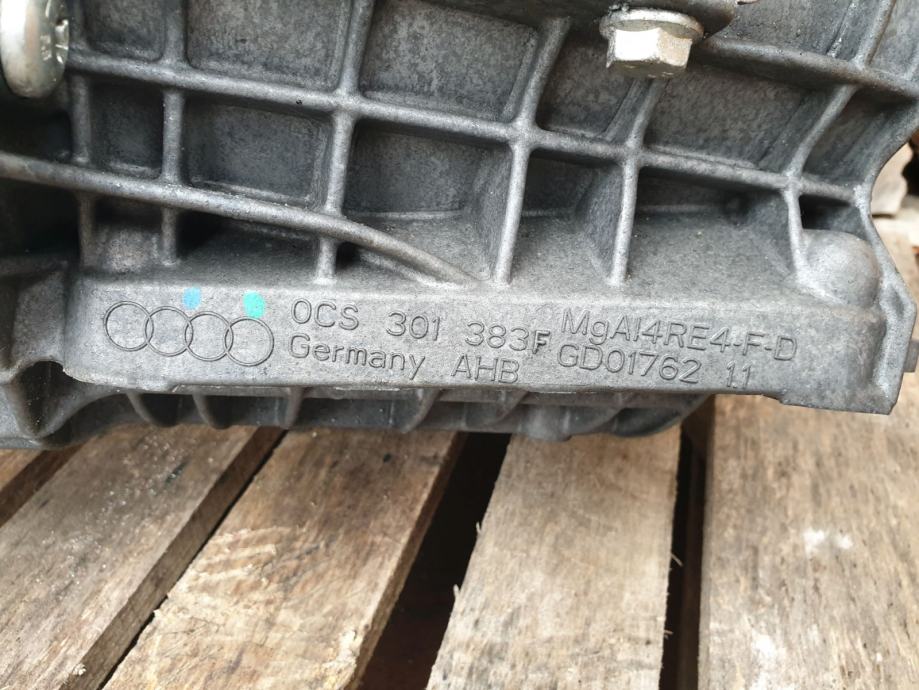 0CS 301 383F MgAl4RE4-F-D
Germany AHB GD01762 11